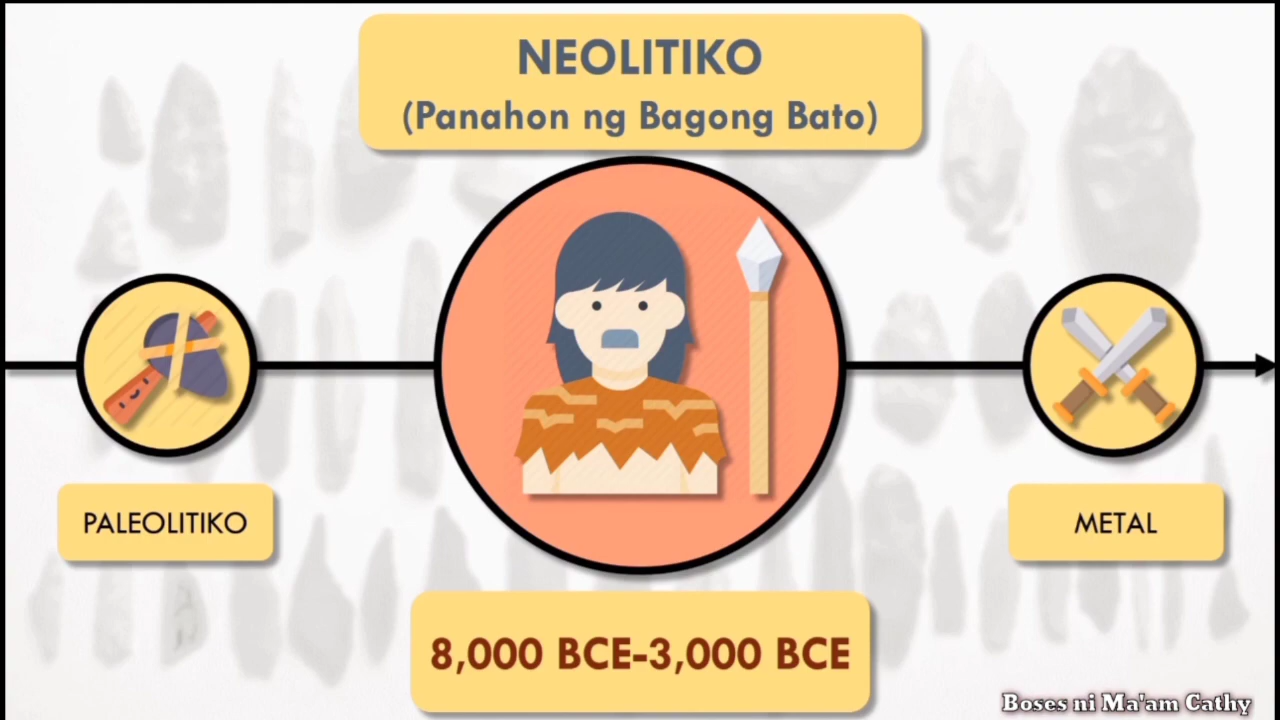 NEOLITIKO
(Panahon ng Bagong Bato)
PALEOLITIKO
METAL
8,000 BCE-3,000 BCE
Boses ni Ma'am Cathy